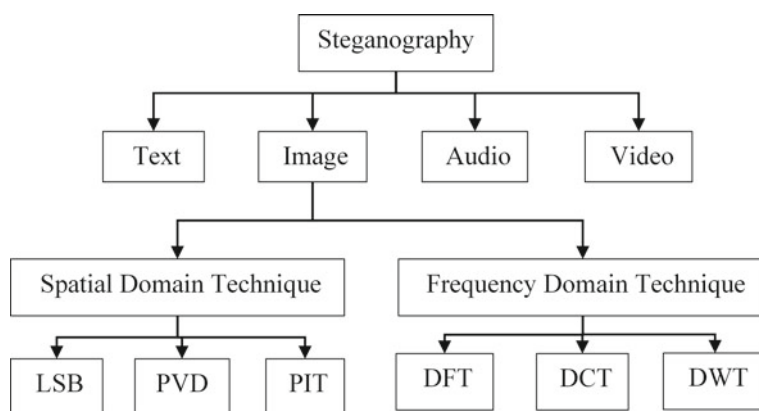 Steganography
Text Image Audio Video
Spatial Domain Technique Frequency Domain Technique
LSB PVD PIT DFT DCT DWT